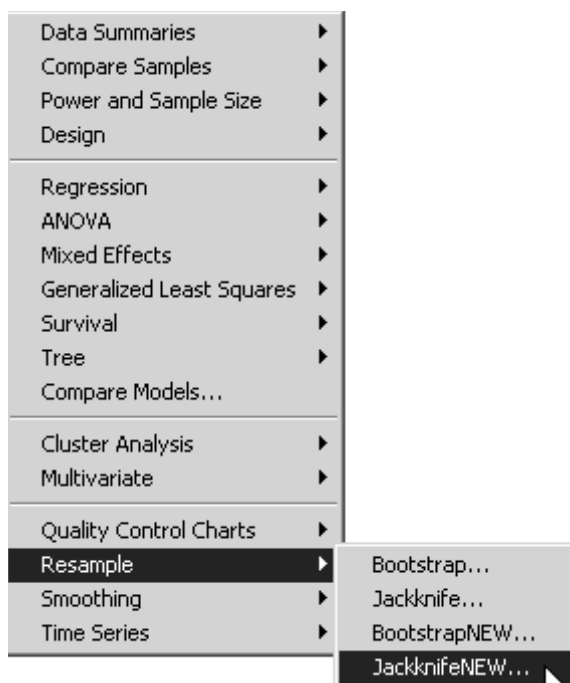 Data Summaries
Compare Samples
Power and Sample Size
Design
Regression
ANOVA
Mixed Effects
Generalized Least Squares
Survival
Tree
Compare Models...
Cluster Analysis
Multivariate
Quality Control Charts
Resample
Smoothing
Time Series
Bootstrap...
Jackknife...
BootstrapNEW...
JackknifeNEW...